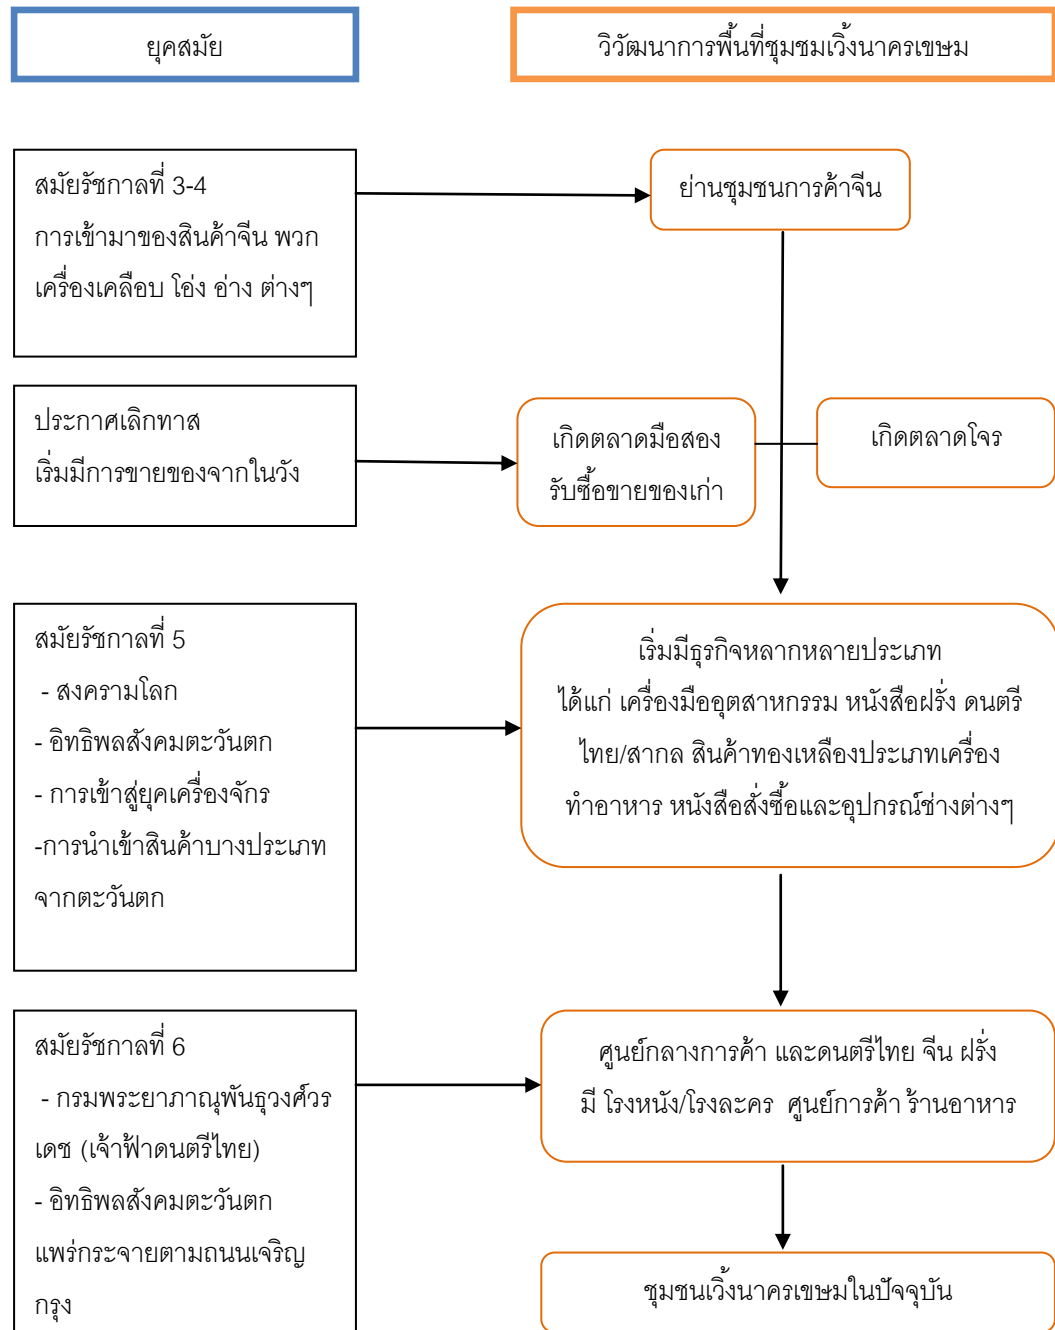 ยุคสมัย
วิวัฒนาการพื้นที่ชุมชมเวิ้งนาครเขษม
สมัยรัชกาลที่ 3-4
การเข้ามาของสินค้าจีน พวก
เครื่องเคลือบ โอ่ง อ่าง ต่างๆ
ย่านชุมชนการค้าจีน
ประกาศเลิกทาส
เริ่มมีการขายของจากในวัง
เกิดตลาดมือสอง
รับซื้อขายของเก่า
เกิดตลาดโจร
สมัยรัชกาลที่ 5
- สงครามโลก
- อิทธิพลสังคมตะวันตก
- การเข้าสู่ยุคเครื่องจักร
-การนำเข้าสินค้าบางประเภท
จากตะวันตก
เริ่มมีธุรกิจหลากหลายประเภท
ได้แก่ เครื่องมืออุตสาหกรรม หนังสือฝรั่ง ดนตรี
ไทย/สากล สินค้าทองเหลืองประเภทเครื่อง
ทำอาหาร หนังสือสั่งซื้อและอุปกรณ์ช่างต่างๆ
สมัยรัชกาลที่ 6
- กรมพระยาภาณุพันธุวงศ์วร
เดช (เจ้าฟ้าดนตรีไทย)
- อิทธิพลสังคมตะวันตก
แพร่กระจายตามถนนเจริญ
กรุง
ศูนย์กลางการค้า และดนตรีไทย จีน ฝรั่ง
มี โรงหนัง/โรงละคร ศูนย์การค้า ร้านอาหาร
ชุมชนเวิ้งนาครเขษมในปัจจุบัน